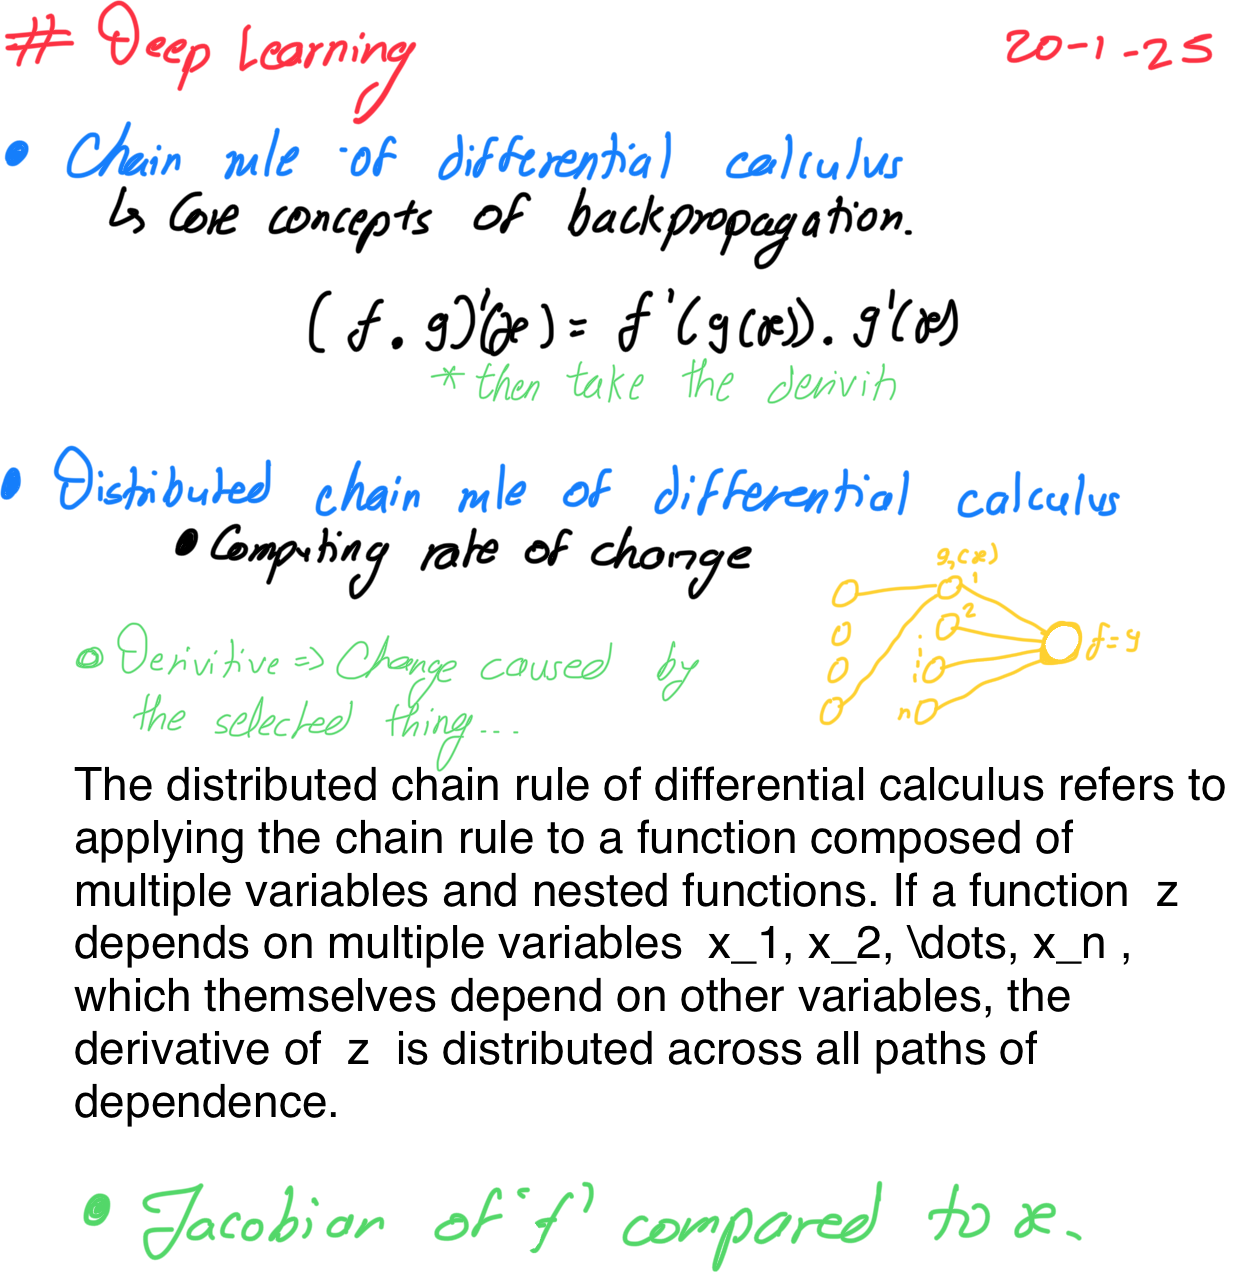 # Deep Learning 20-1-25
• Chain rule of differential calculus
↳ Core concepts of backpropagation.
(f . g)'(x) = f'(g(x)). g'(x)
* then take the derivit
• Distributed chain rule of differential calculus
• Computing rate of change
g,(x)
1
2
f=y
n
• Derivitive => Change caused by
the selected thing...
The distributed chain rule of differential calculus refers to
applying the chain rule to a function composed of
multiple variables and nested functions. If a function z
depends on multiple variables x_1, x_2, \dots, x_n ,
which themselves depend on other variables, the
derivative of z is distributed across all paths of
dependence.
• Jacobian of 'f' compared to x.